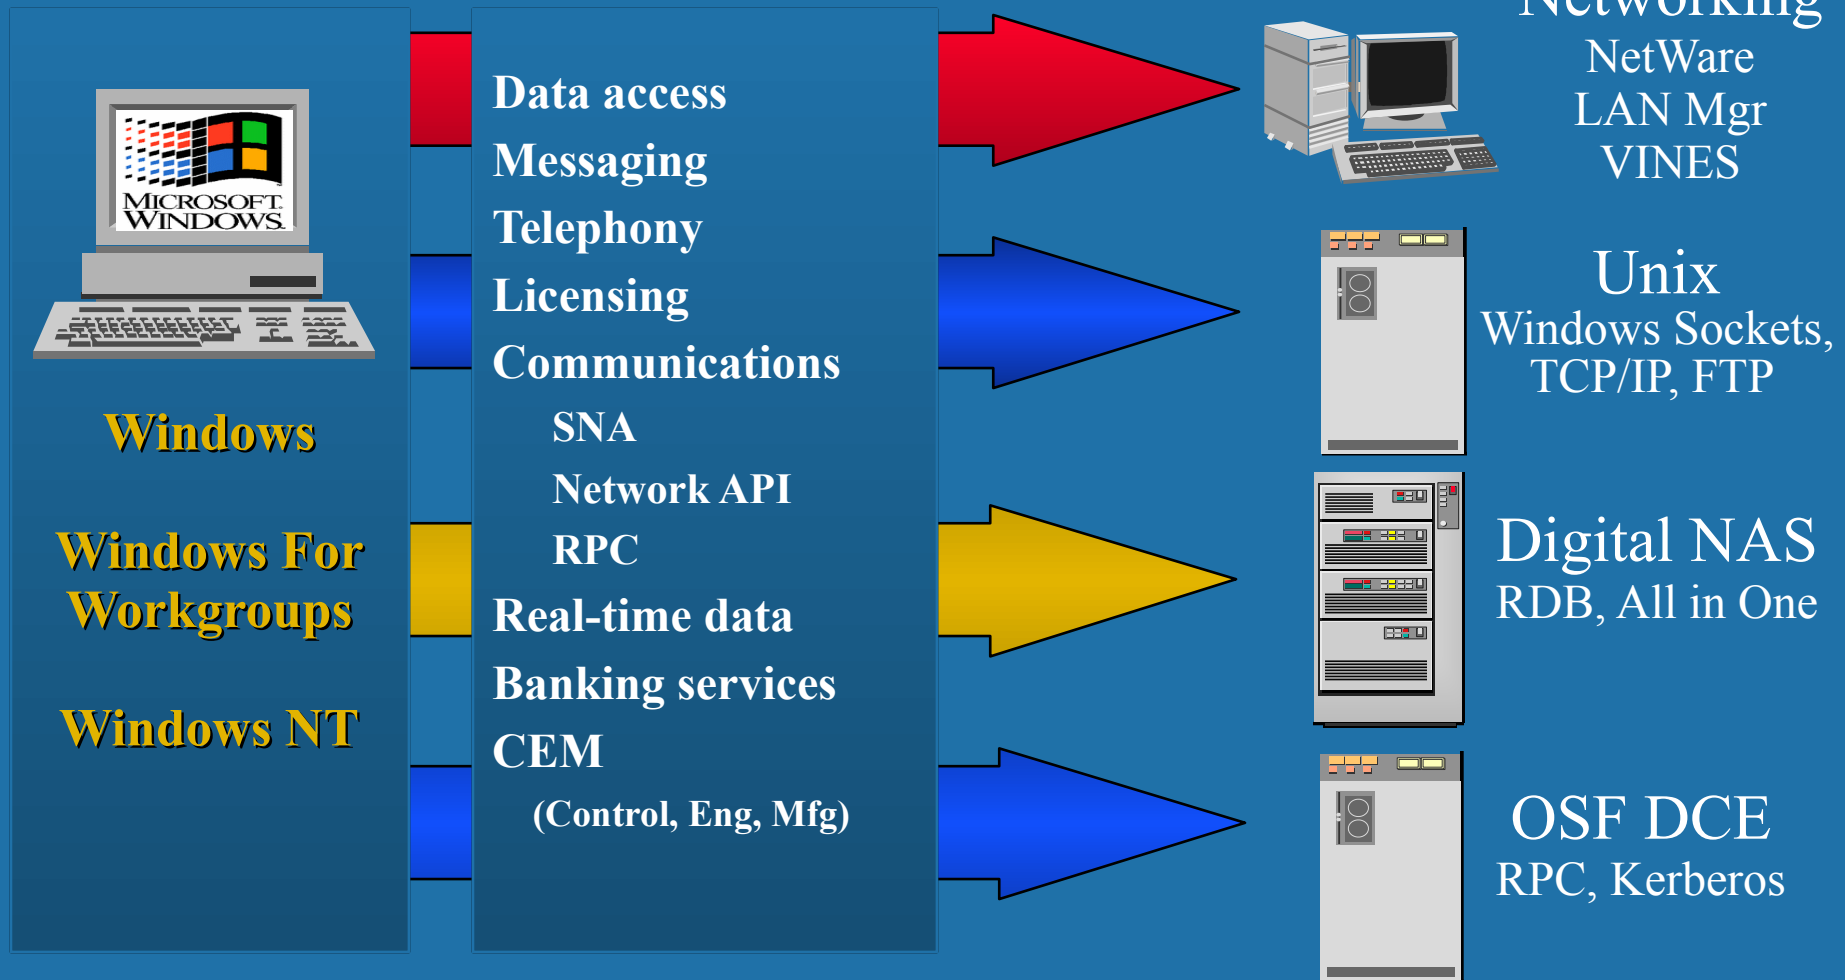 MICROSOFT
WINDOWS
Windows
Windows For
Workgroups
Windows NT
Data access
Messaging
Telephony
Licensing
Communications
SNA
Network API
RPC
Real-time data
Banking services
CEM
(Control, Eng, Mfg)
Networking
NetWare
LAN Mgr
VINES
Unix
Windows Sockets,
TCP/IP, FTP
Digital NAS
RDB, All in One
OSF DCE
RPC, Kerberos